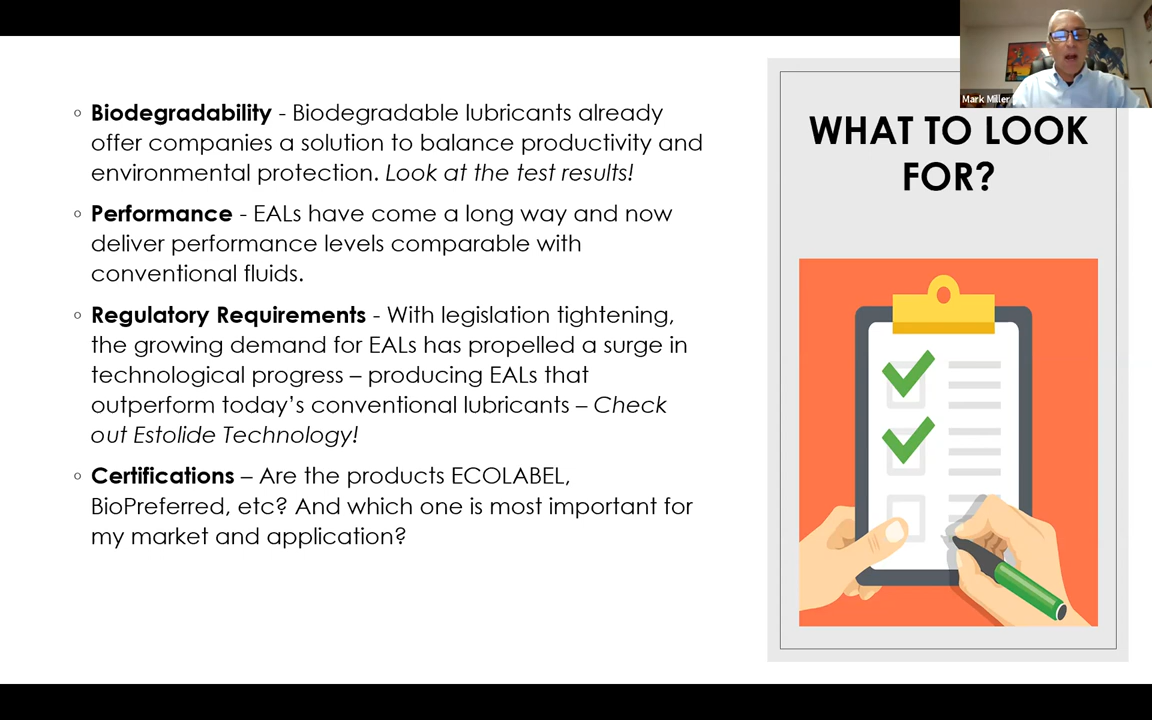 Biodegradability - Biodegradable lubricants already
offer companies a solution to balance productivity and
environmental protection. Look at the test results!
Performance - EALs have come a long way and now
deliver performance levels comparable with
conventional fluids.
Regulatory Requirements - With legislation tightening,
the growing demand for EALs has propelled a surge in
technological progress – producing EALs that
outperform today’s conventional lubricants – Check
out Estolide Technology!
Certifications – Are the products ECOLABEL,
BioPreferred, etc? And which one is most important for
my market and application?
Mark Miller
WHAT TO LOOK
FOR?